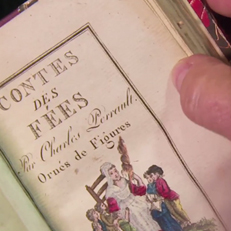 CONTES
DES
FÉES
Par Charles Perrault.
Ornés de Figures